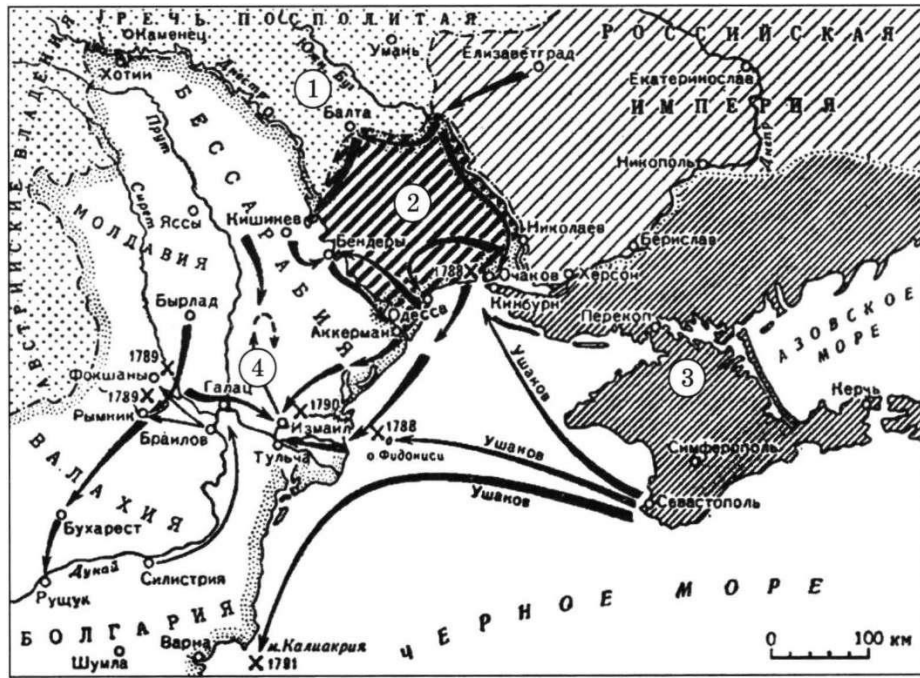 РЕЧЬ ПОСПОЛИТАЯ
РОССИЙСКАЯ
ИМПЕРИЯ
АВСТРИЙСКИЕ ВЛАДЕНИЯ
Каменец
Хотин
Умань
Елизаветград
Екатеринослав
Днестр
Юж. Буг
1
Балта
БЕССАРАБИЯ
Прут
Сирет
Никополь
Днепр
МОЛДАВИЯ
Яссы
Кишинев
2
Бендеры
Николаев
Берислав
1788
Очаков
Херсон
Кинбурн
Бырлад
Одесса
Аккерман
Перекоп
АЗОВСКОЕ
МОРЕ
1789
Фокшаны
4
3
Галац
Ушаков
Керчь
1789
Рымник
1790
Измаил
1788
Браилов
Тульча
о Фидониси
Ушаков
Симферополь
ВАЛАХИЯ
Ушаков
Севастополь
Бухарест
Дунай
Силистрия
Рущук
БОЛГАРИЯ
Варна
Шумла
м. Калиакрия
1791
ЧЕРНОЕ МОРЕ
0 100 км